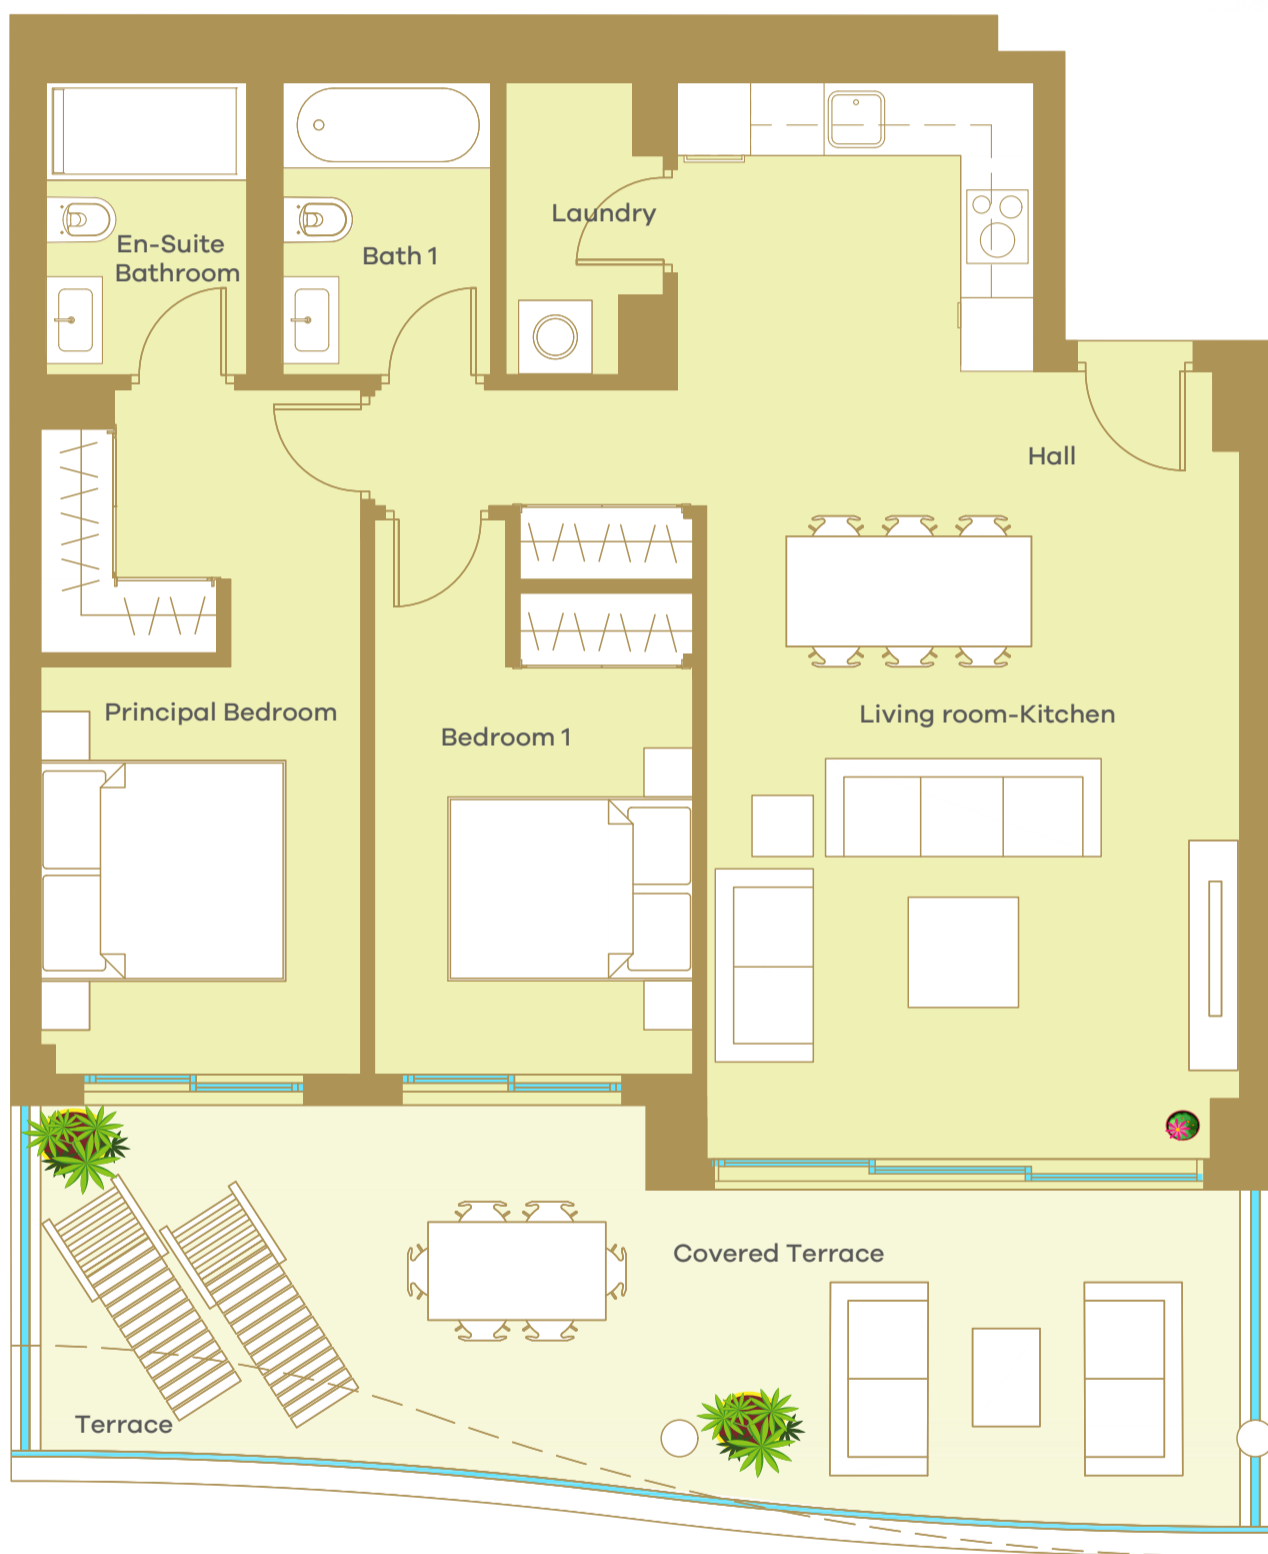 Laundry
En-Suite
Bathroom
Bath 1
Hall
Principal Bedroom
Bedroom 1
Living room-Kitchen
Covered Terrace
Terrace